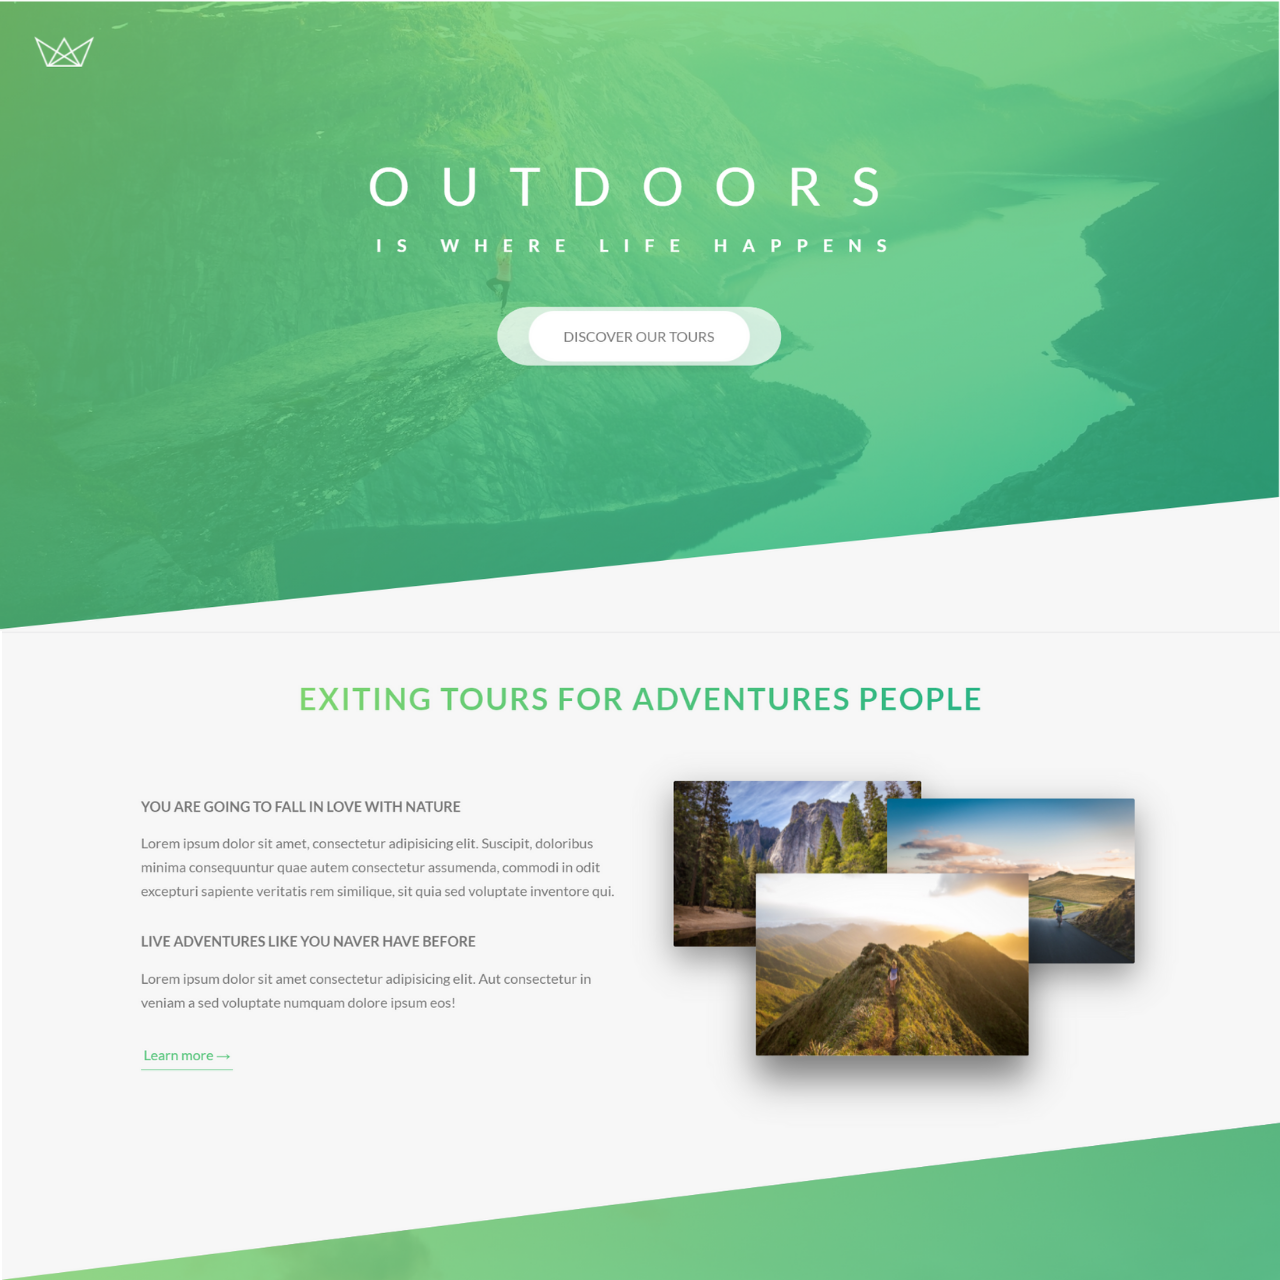 OUTDOORS
IS WHERE LIFE HAPPENS
DISCOVER OUR TOURS
EXITING TOURS FOR ADVENTURES PEOPLE
YOU ARE GOING TO FALL IN LOVE WITH NATURE
Lorem ipsum dolor sit amet, consectetur adipisicing elit. Suscipit, doloribus
minima consequuntur quae autem consectetur assumenda, commodi in odit
excepturi sapiente veritatis rem similique, sit quia sed voluptate inventore qui.
LIVE ADVENTURES LIKE YOU NAVER HAVE BEFORE
Lorem ipsum dolor sit amet consectetur adipisicing elit. Aut consectetur in
veniam a sed voluptate numquam dolore ipsum eos!
Learn more →